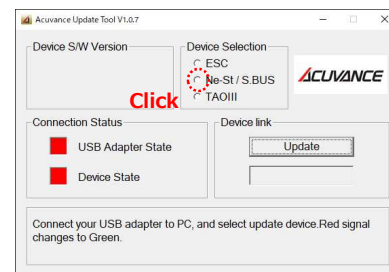 Acuvance Update Tool V1.0.7
Device S/W Version
Device Selection
ESC
Ne-St / S.BUS
TAOIII
ACUVANCE
Click
Connection Status
USB Adapter State
Device State
Device link
Update
Connect your USB adapter to PC, and select update device.Red signal
changes to Green.